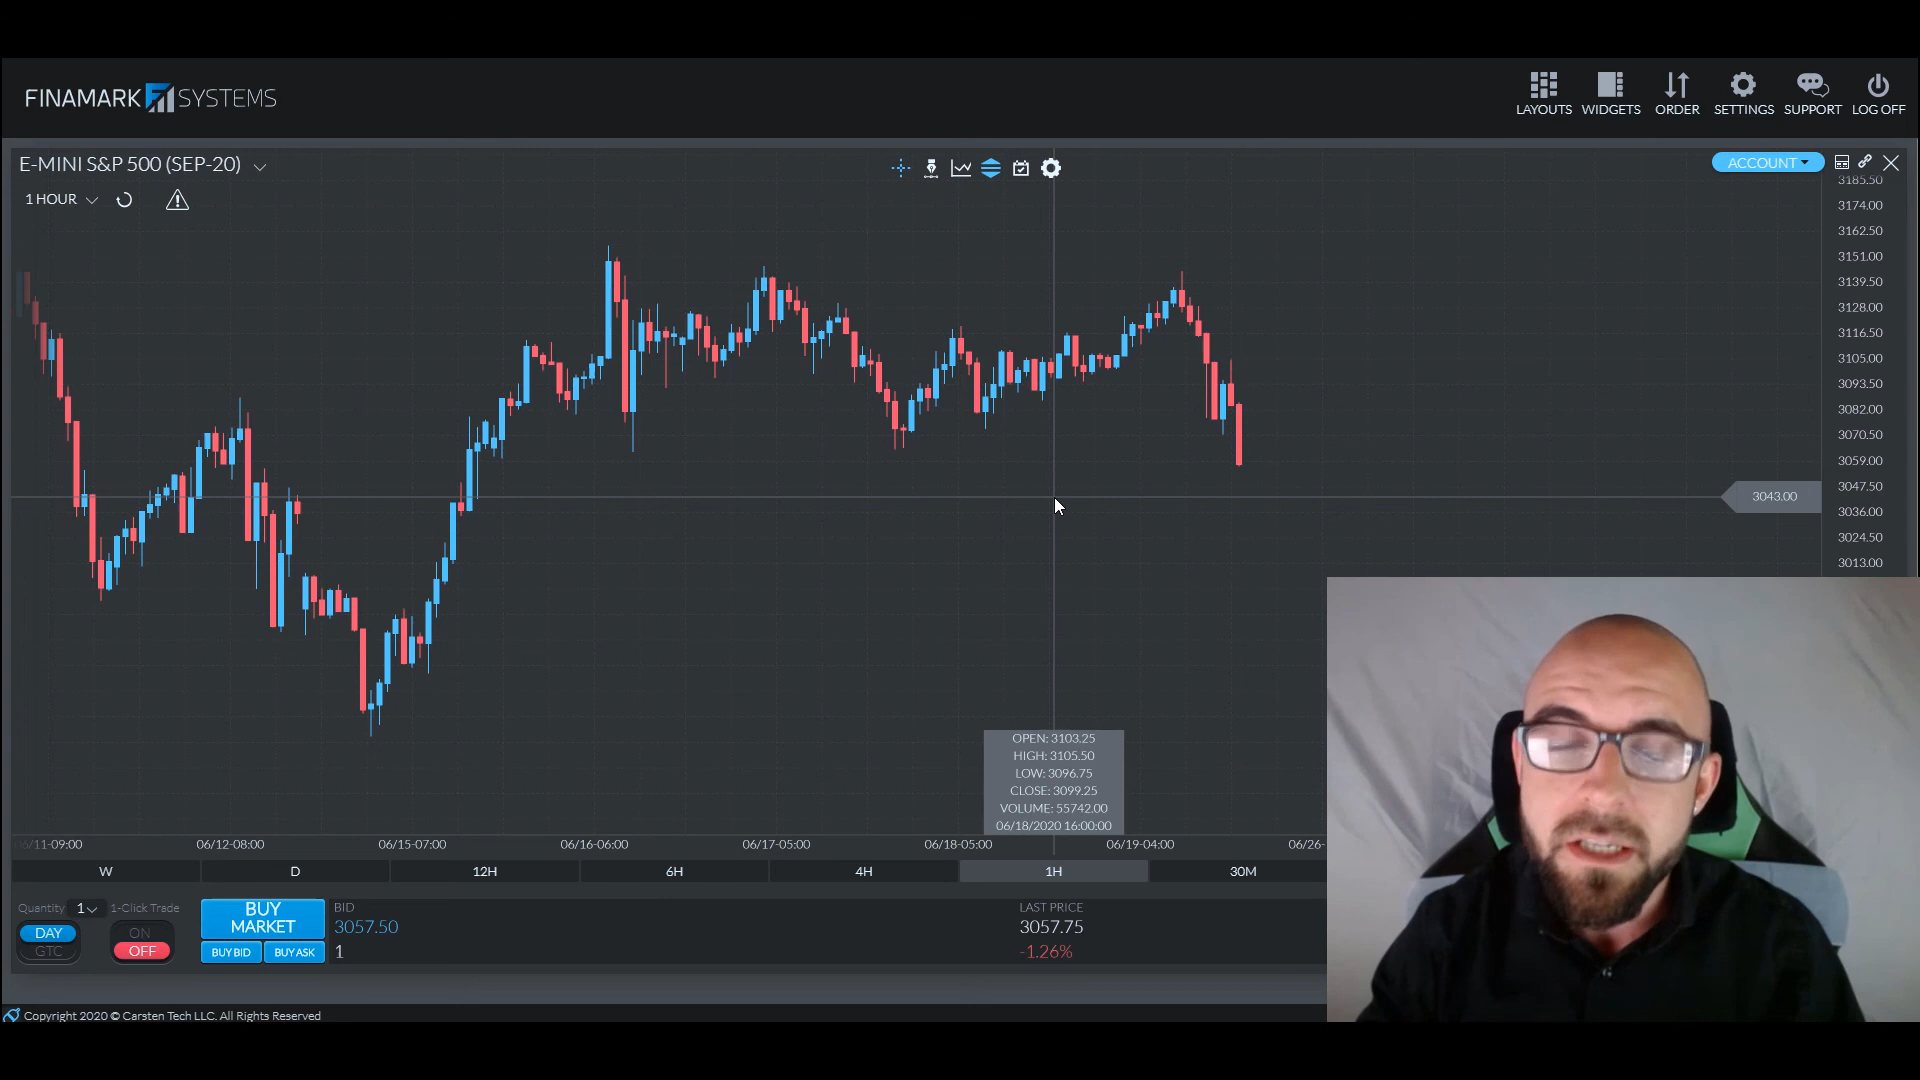 FINAMARK SYSTEMS
LAYOUTS WIDGETS ORDER SETTINGS SUPPORT LOG OFF
E-MINI S&P 500 (SEP-20)
ACCOUNT
1 HOUR
3185.50
3174.00
3162.50
3151.00
3139.50
3128.00
3116.50
3105.00
3093.50
3082.00
3070.50
3059.00
3047.50
3043.00
3036.00
3024.50
3013.00
OPEN: 3103.25
HIGH: 3105.50
LOW: 3096.75
CLOSE: 3099.25
VOLUME: 55742.00
06/18/2020 16:00:00
06/11-09:00 06/12-08:00 06/15-07:00 06/16-06:00 06/17-05:00 06/18-05:00 06/19-04:00 06/26-
W D 12H 6H 4H 1H 30M
Quantity 1 1-Click Trade
DAY
GTC
ON
OFF
BUY
MARKET
BUY BID BUY ASK
BID
3057.50
1
LAST PRICE
3057.75
-1.26%
Copyright 2020 © Carsten Tech LLC. All Rights Reserved